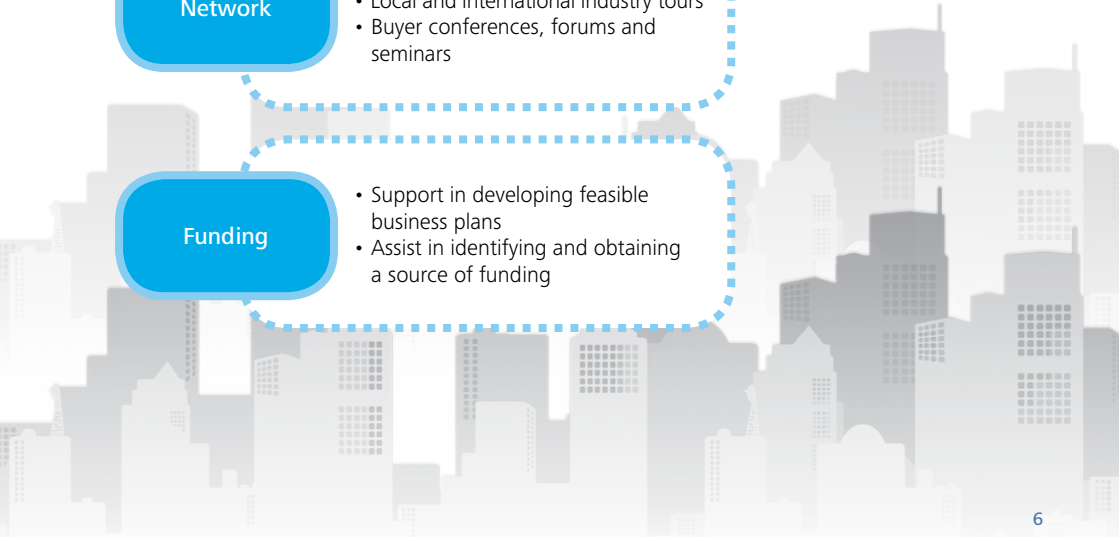 Network
• Local and international industry tours
• Buyer conferences, forums and
seminars
Funding
• Support in developing feasible
business plans
• Assist in identifying and obtaining
a source of funding
6